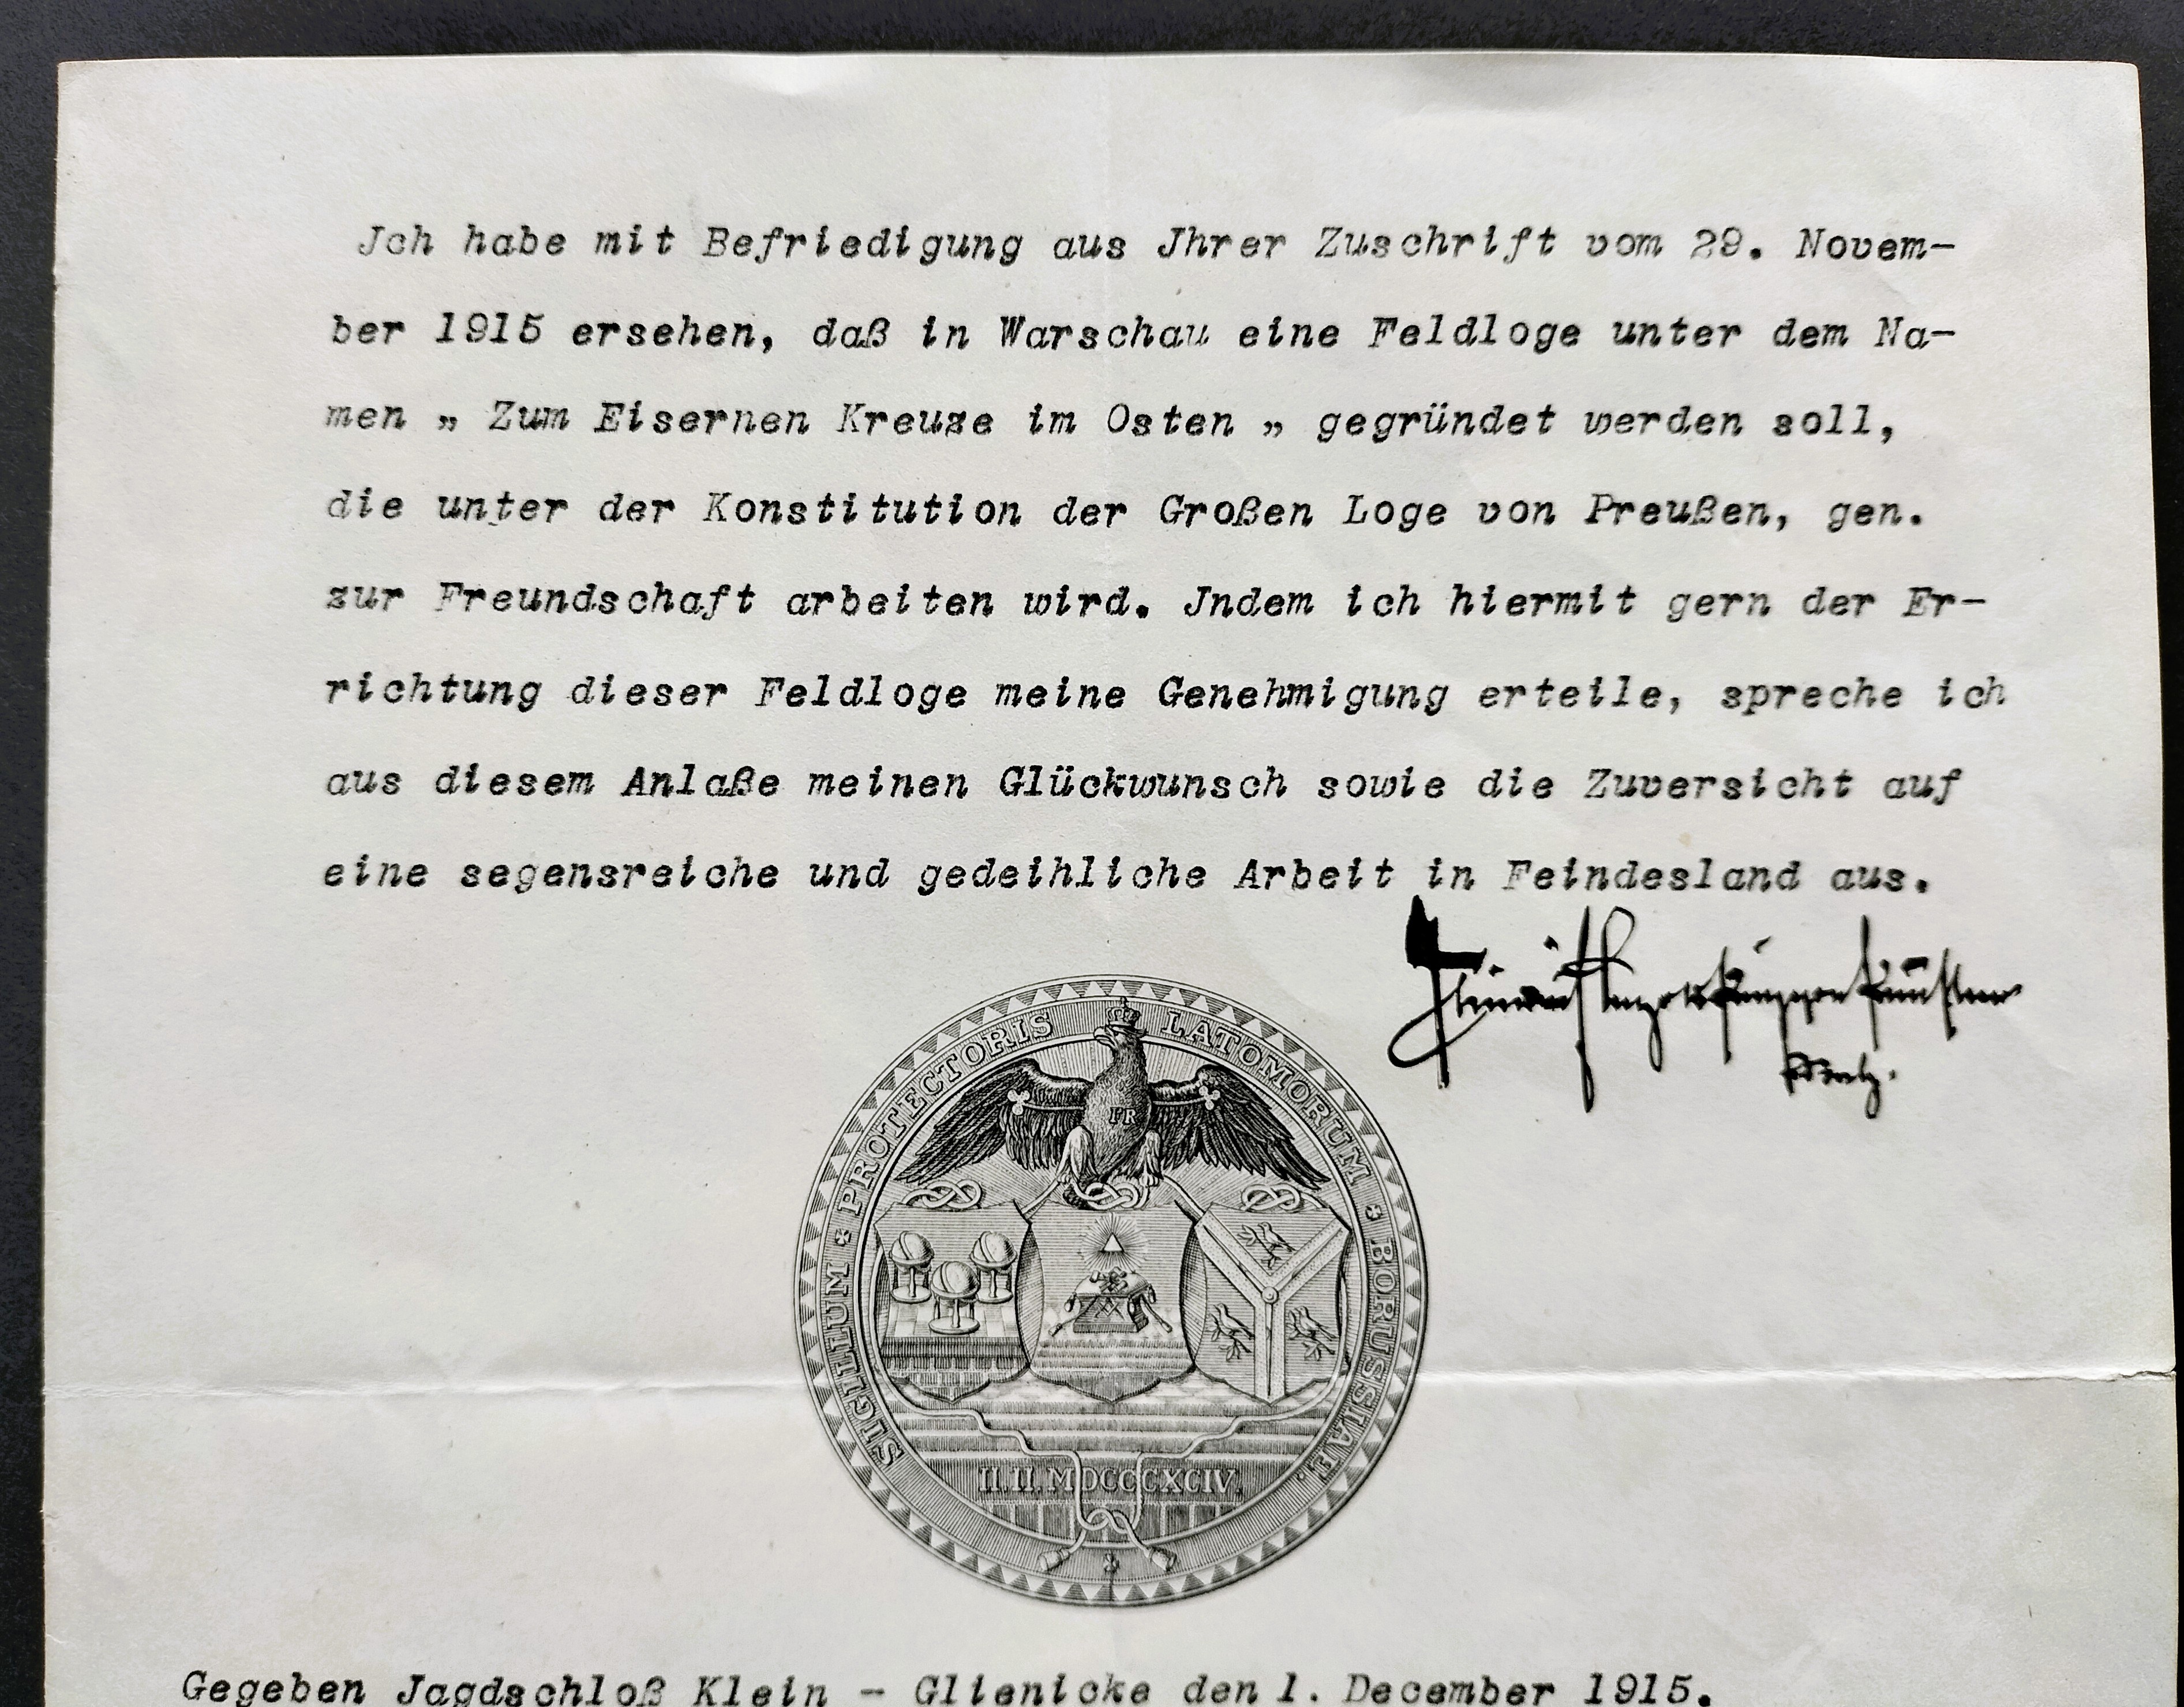 Jch habe mit Befriedigung aus Jhrer Zuschrift vom 29. Novem-
ber 1915 ersehen, daß in Warschau eine Feldloge unter dem Na-
men „ Zum Eisernen Kreuze im Osten „ gegründet werden soll,
die unter der Konstitution der Großen Loge von Preußen, gen.
zur Freundschaft arbeiten wird. Jndem ich hiermit gern der Er-
richtung dieser Feldloge meine Genehmigung erteile, spreche ich
aus diesem Anlaße meinen Glückwunsch sowie die Zuversicht auf
eine segensreiche und gedeihliche Arbeit in Feindesland aus.
SIGILLUM * PROTECTORIS LATOMORUM * BORUSSIAE.
FR
II.II.MDCCCXCIV.
Gegeben Jagdschloß Klein - Glienicke den 1. December 1915.